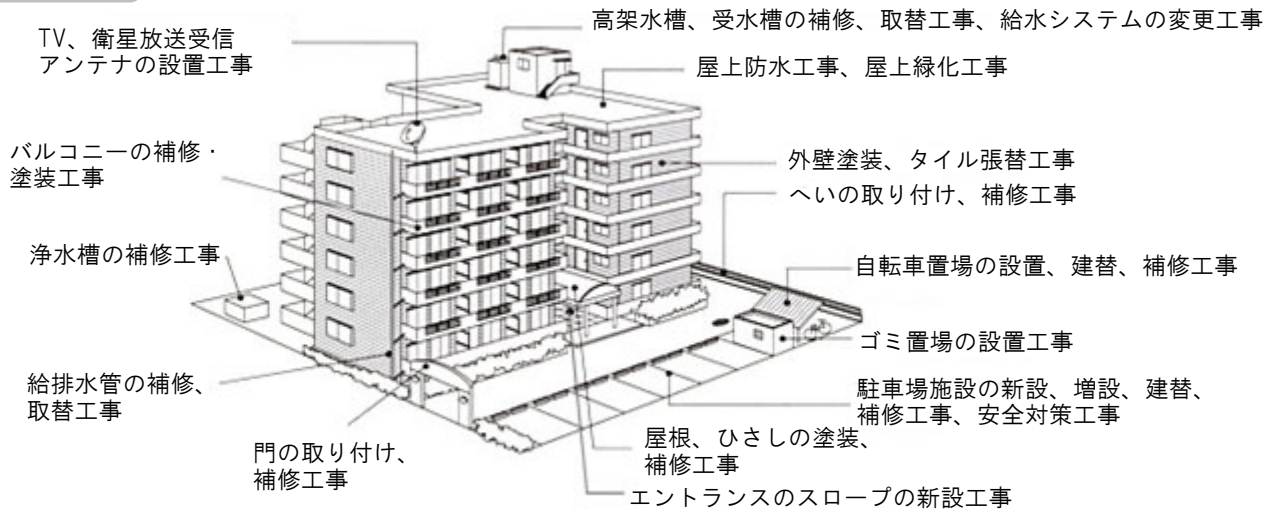 高架水槽、受水槽の補修、取替工事、給水システムの変更工事
TV、衛星放送受信
アンテナの設置工事
屋上防水工事、屋上緑化工事
バルコニーの補修・
塗装工事
外壁塗装、タイル張替工事
へいの取り付け、補修工事
浄水槽の補修工事
自転車置場の設置、建替、補修工事
ゴミ置場の設置工事
給排水管の補修、
取替工事
駐車場施設の新設、増設、建替、
補修工事、安全対策工事
門の取り付け、
補修工事
屋根、ひさしの塗装、
補修工事
エントランスのスロープの新設工事